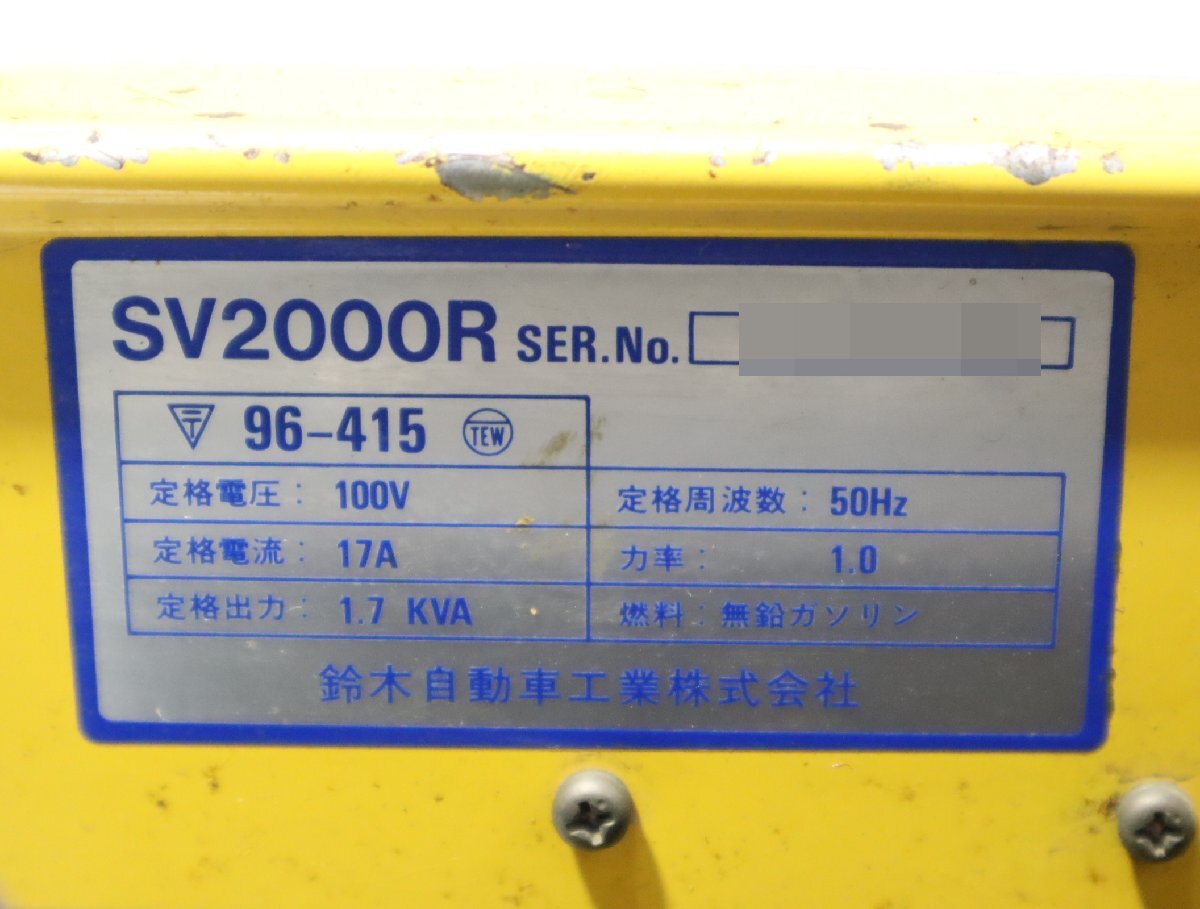 SV2000R SER.No.
〒 96-415 TEW
定格電圧: 100V
定格周波数: 50Hz
定格電流: 17A
力率: 1.0
定格出力: 1.7 KVA
燃料: 無鉛ガソリン
鈴木自動車工業株式会社